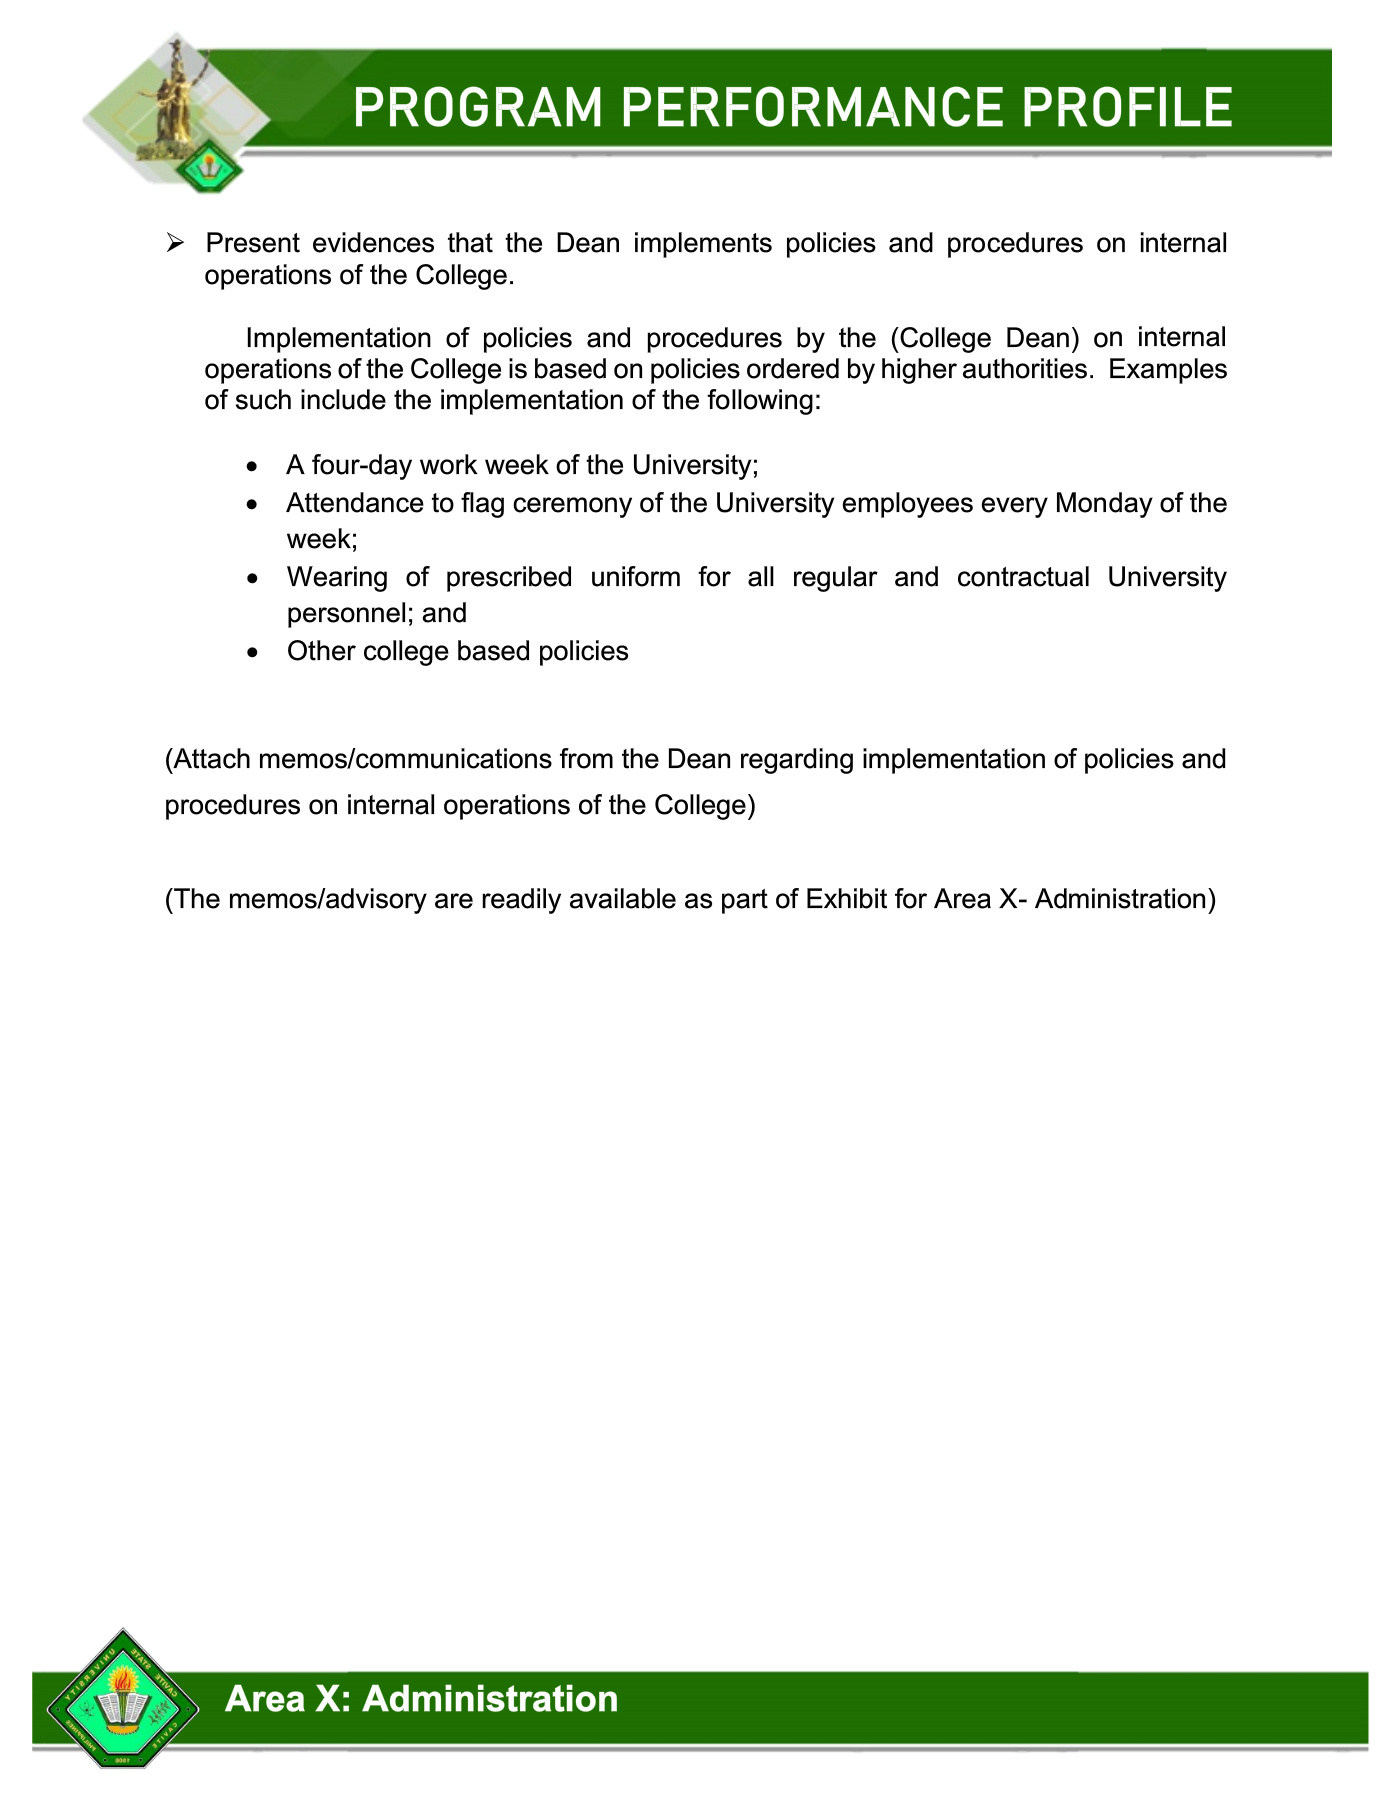 PROGRAM PERFORMANCE PROFILE
➢ Present evidences that the Dean implements policies and procedures on internal
operations of the College.
Implementation of policies and procedures by the (College Dean) on internal
operations of the College is based on policies ordered by higher authorities. Examples
of such include the implementation of the following:
• A four-day work week of the University;
• Attendance to flag ceremony of the University employees every Monday of the
week;
• Wearing of prescribed uniform for all regular and contractual University
personnel; and
• Other college based policies
(Attach memos/communications from the Dean regarding implementation of policies and
procedures on internal operations of the College)
(The memos/advisory are readily available as part of Exhibit for Area X- Administration)
CAVITE STATE UNIVERSITY
CAVITE
PHILIPPINES
1906
Area X: Administration